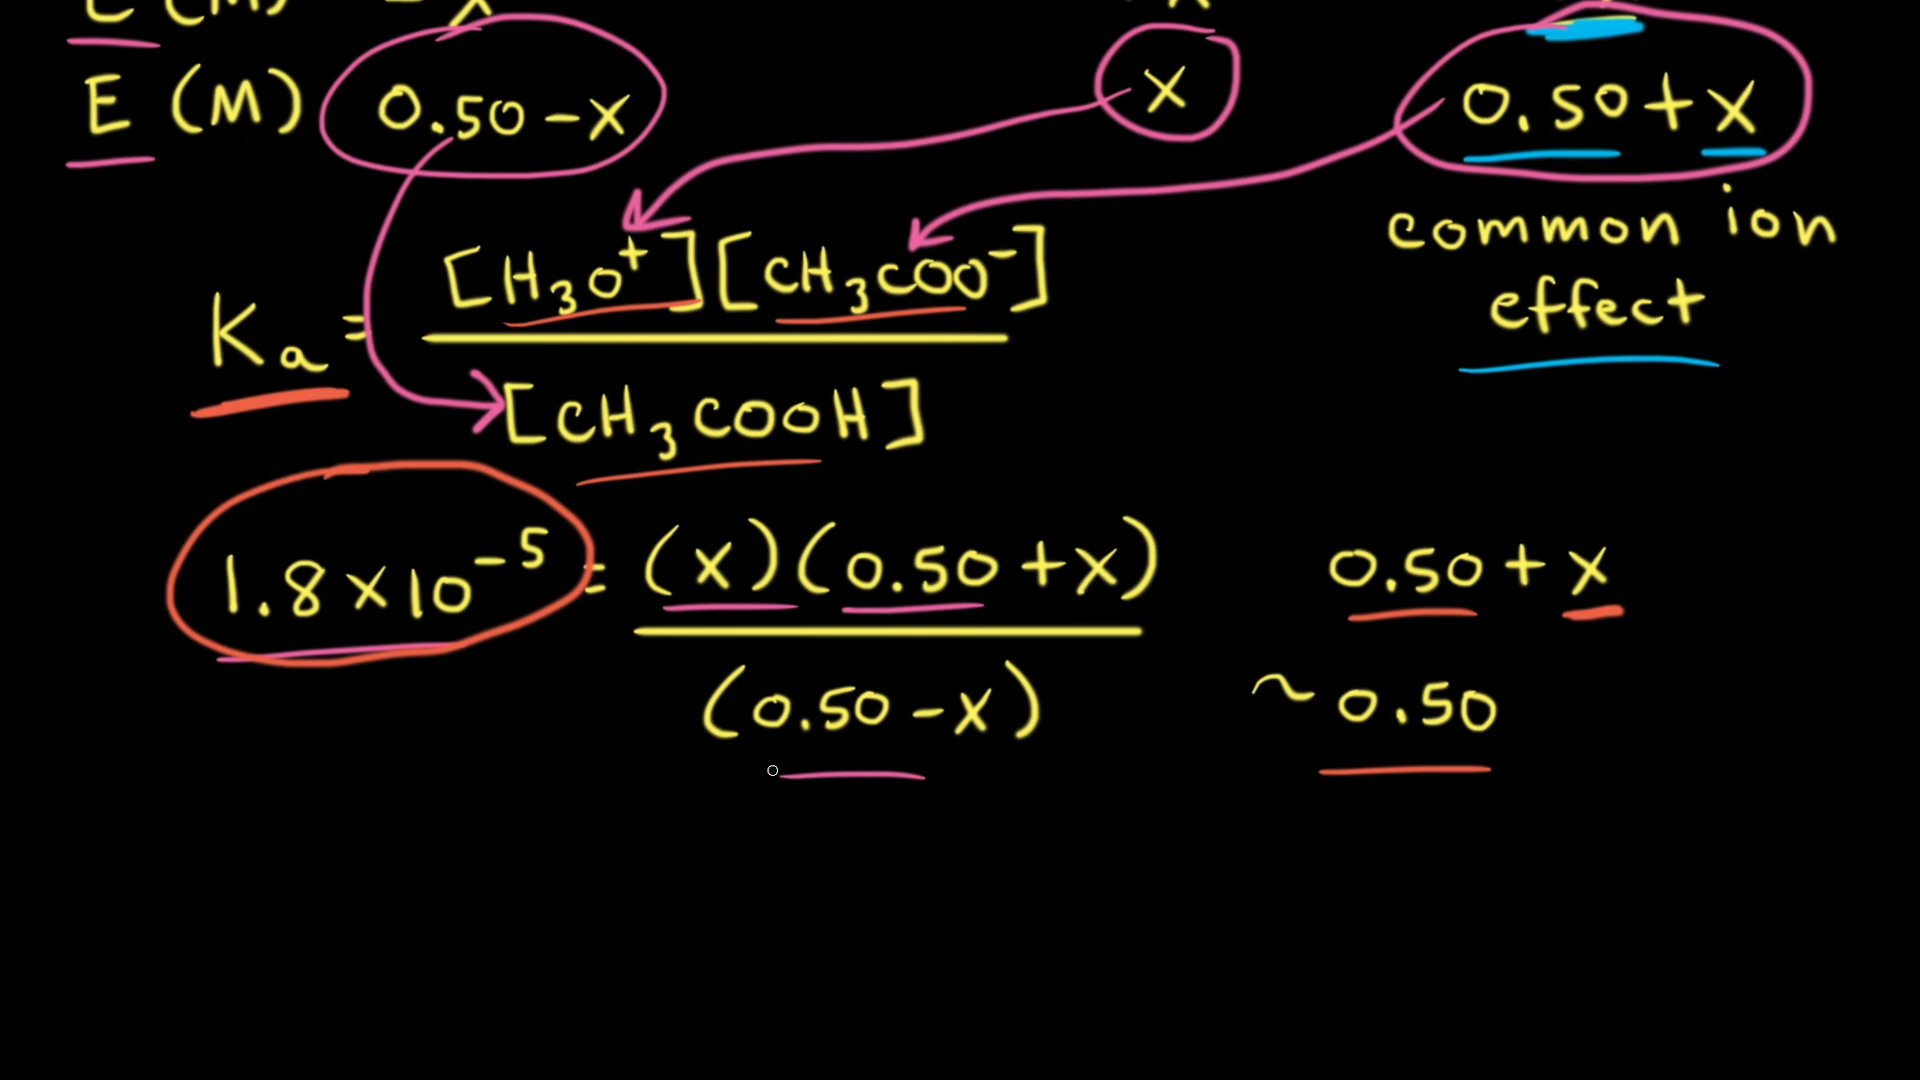 E (M) 0.50 - x x 0.50 + x
common ion
effect
Ka = [H₃O⁺][CH₃COO⁻]
[CH₃COOH]
1.8 x 10⁻⁵ = (x)(0.50 + x) 0.50 + x
(0.50 - x) ~ 0.50